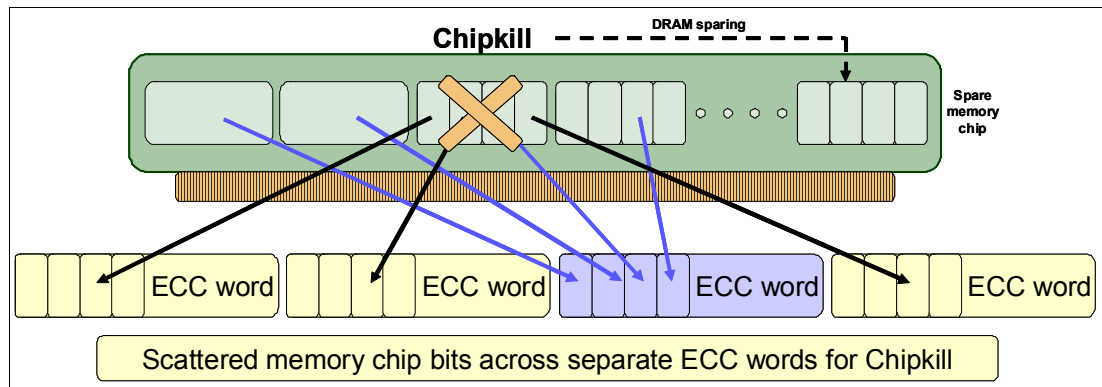 DRAM sparing
Chipkill
Spare
memory
chip
ECC word
ECC word
ECC word
ECC word
Scattered memory chip bits across separate ECC words for Chipkill